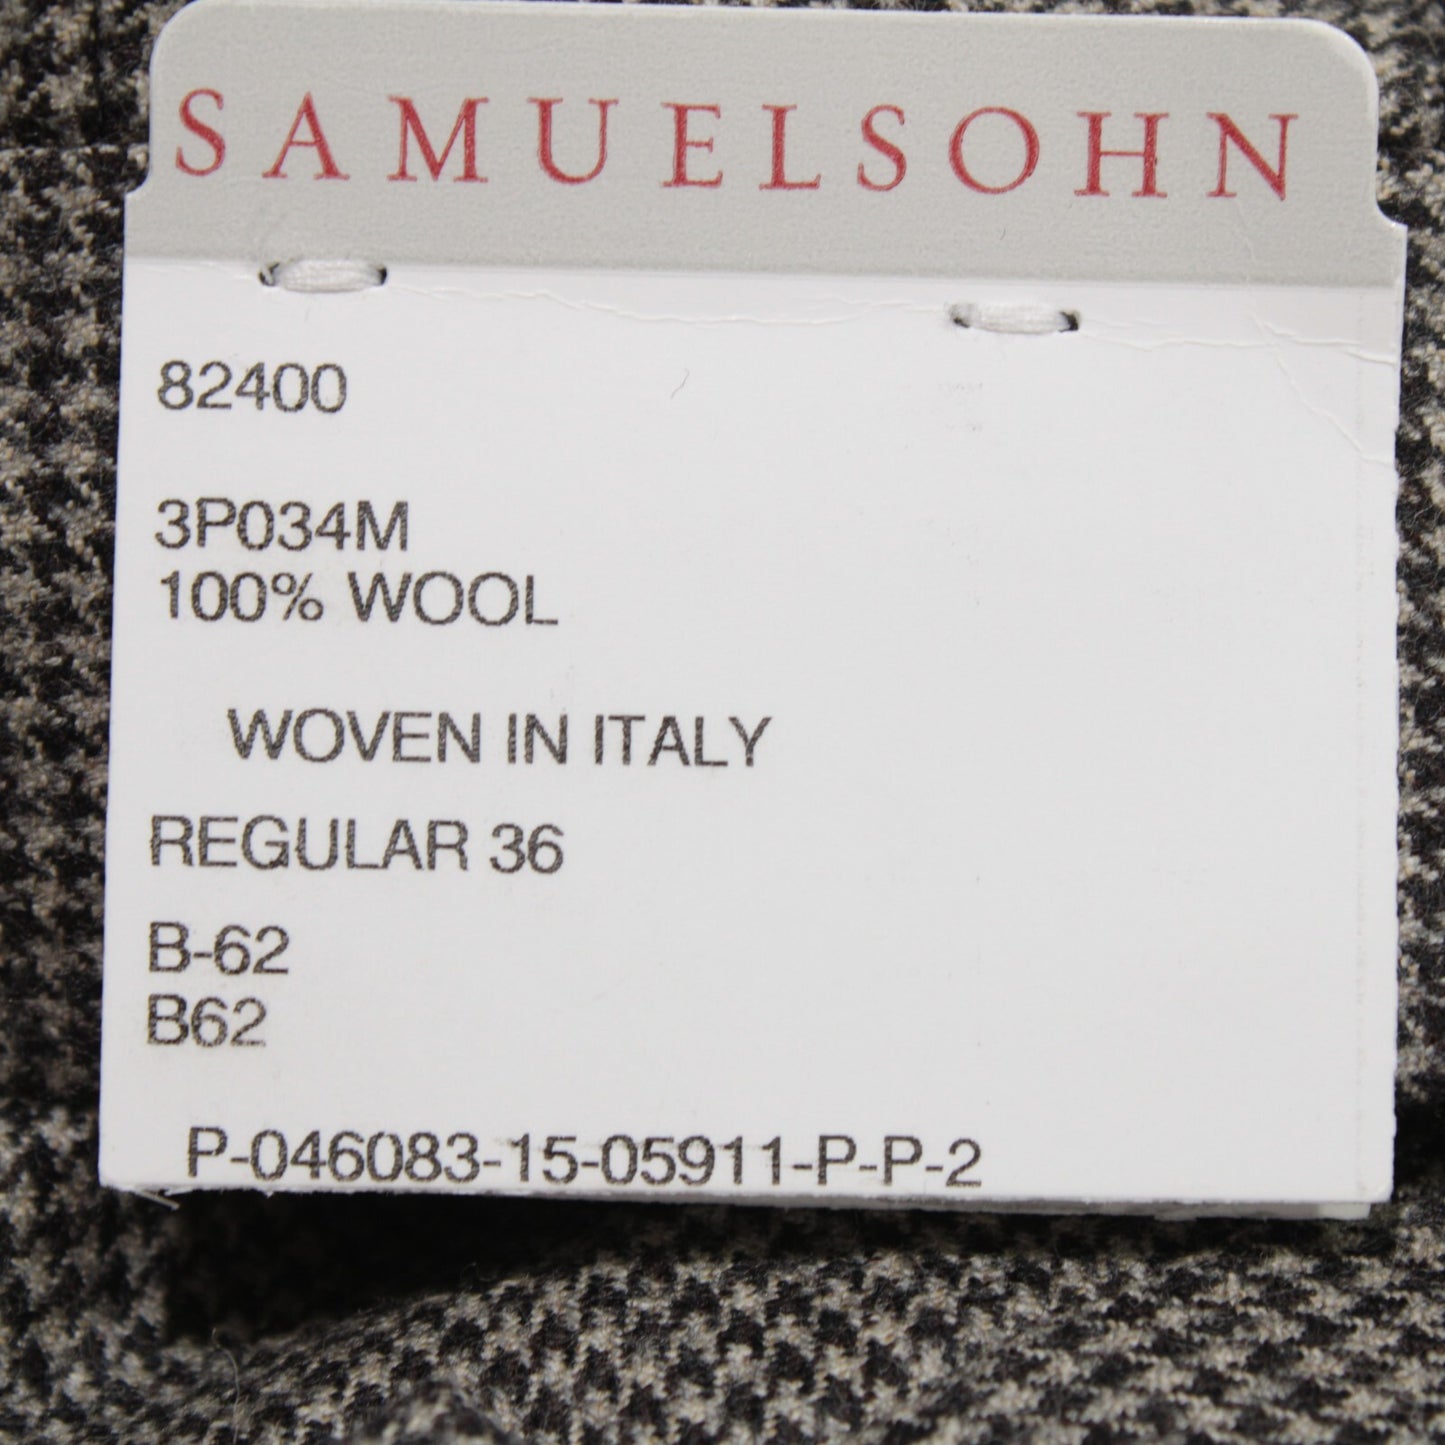 SAMUELSOHN
82400
3P034M
100% WOOL
WOVEN IN ITALY
REGULAR 36
B-62
B62
P-046083-15-05911-P-P-2